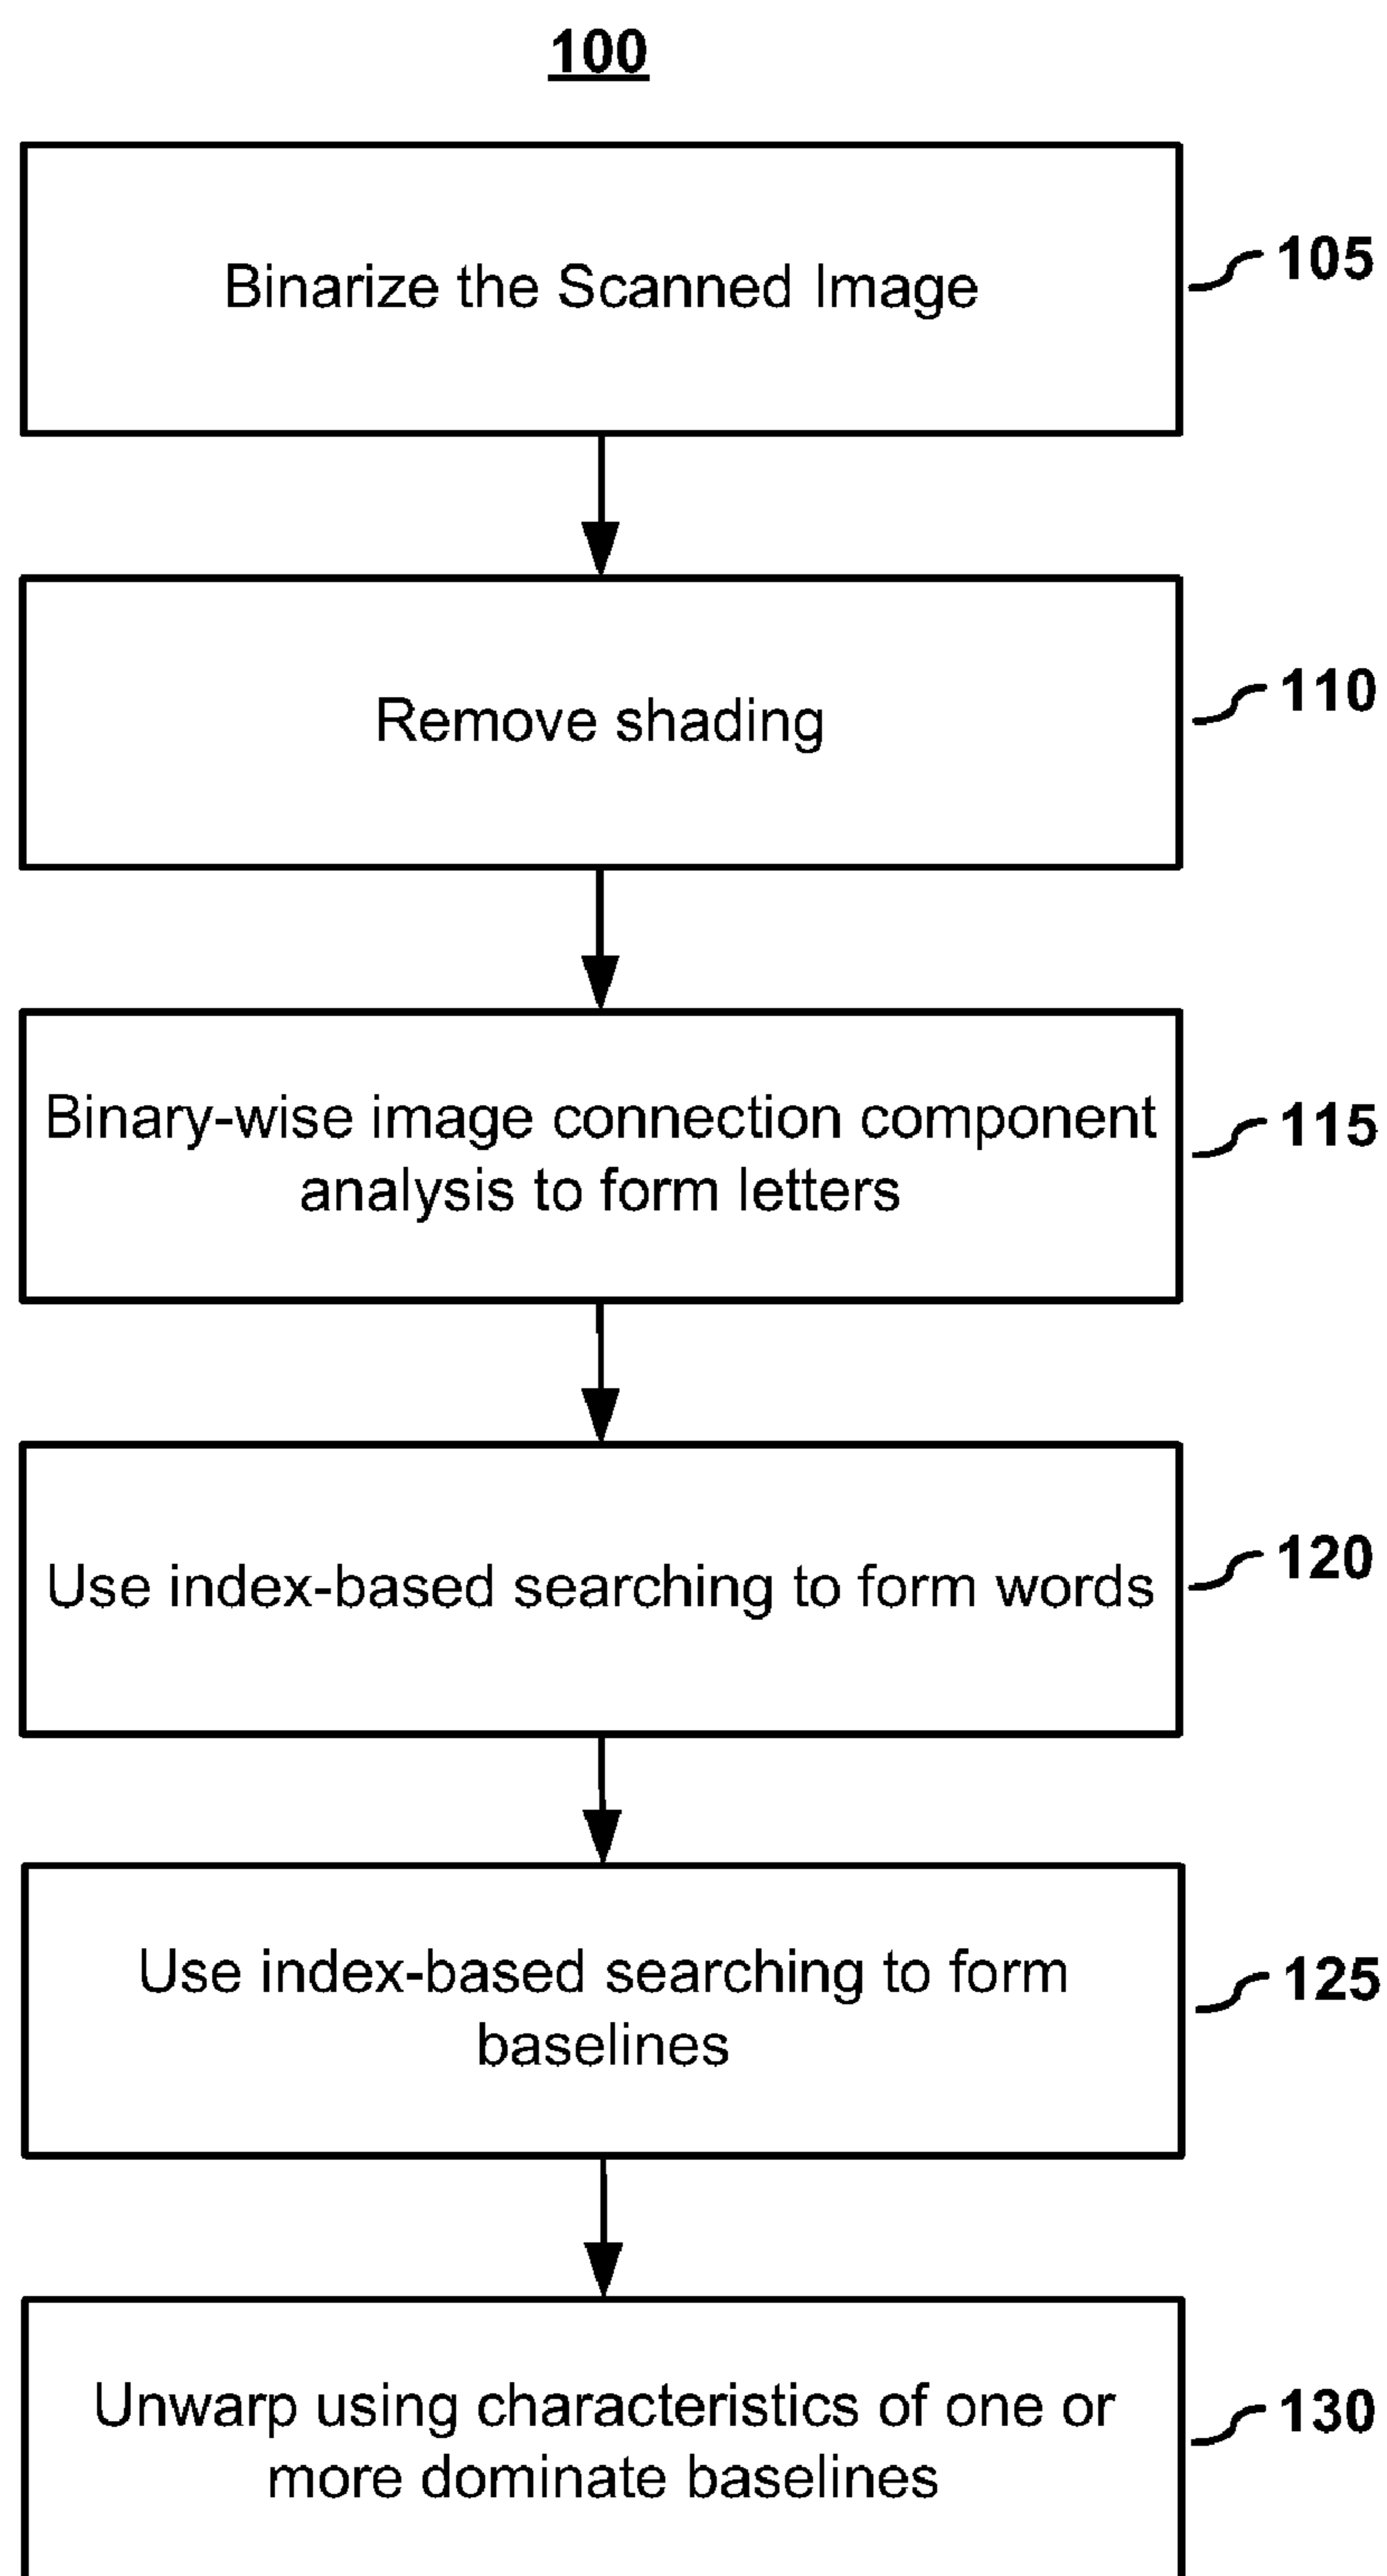 100
Binarize the Scanned Image
105
Remove shading
110
Binary-wise image connection component
analysis to form letters
115
Use index-based searching to form words
120
Use index-based searching to form
baselines
125
Unwarp using characteristics of one or
more dominate baselines
130